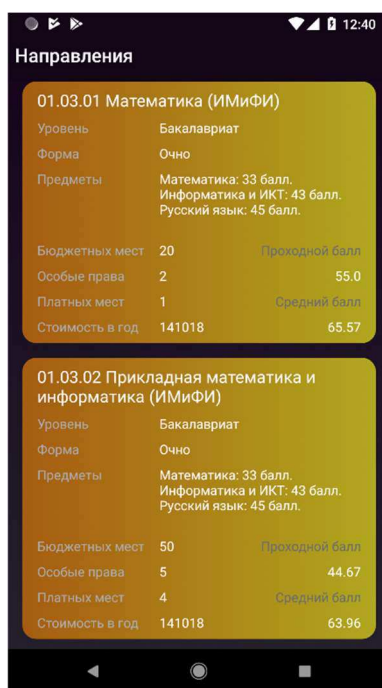 12:40
Направления
01.03.01 Математика (ИМиФИ)
Уровень Бакалавриат
Форма Очно
Предметы Математика: 33 балл.
Информатика и ИКТ: 43 балл.
Русский язык: 45 балл.
Бюджетных мест 20 Проходной балл
Особые права 2 55.0
Платных мест 1 Средний балл
Стоимость в год 141018 65.57
01.03.02 Прикладная математика и
информатика (ИМиФИ)
Уровень Бакалавриат
Форма Очно
Предметы Математика: 33 балл.
Информатика и ИКТ: 43 балл.
Русский язык: 45 балл.
Бюджетных мест 50 Проходной балл
Особые права 5 44.67
Платных мест 4 Средний балл
Стоимость в год 141018 63.96